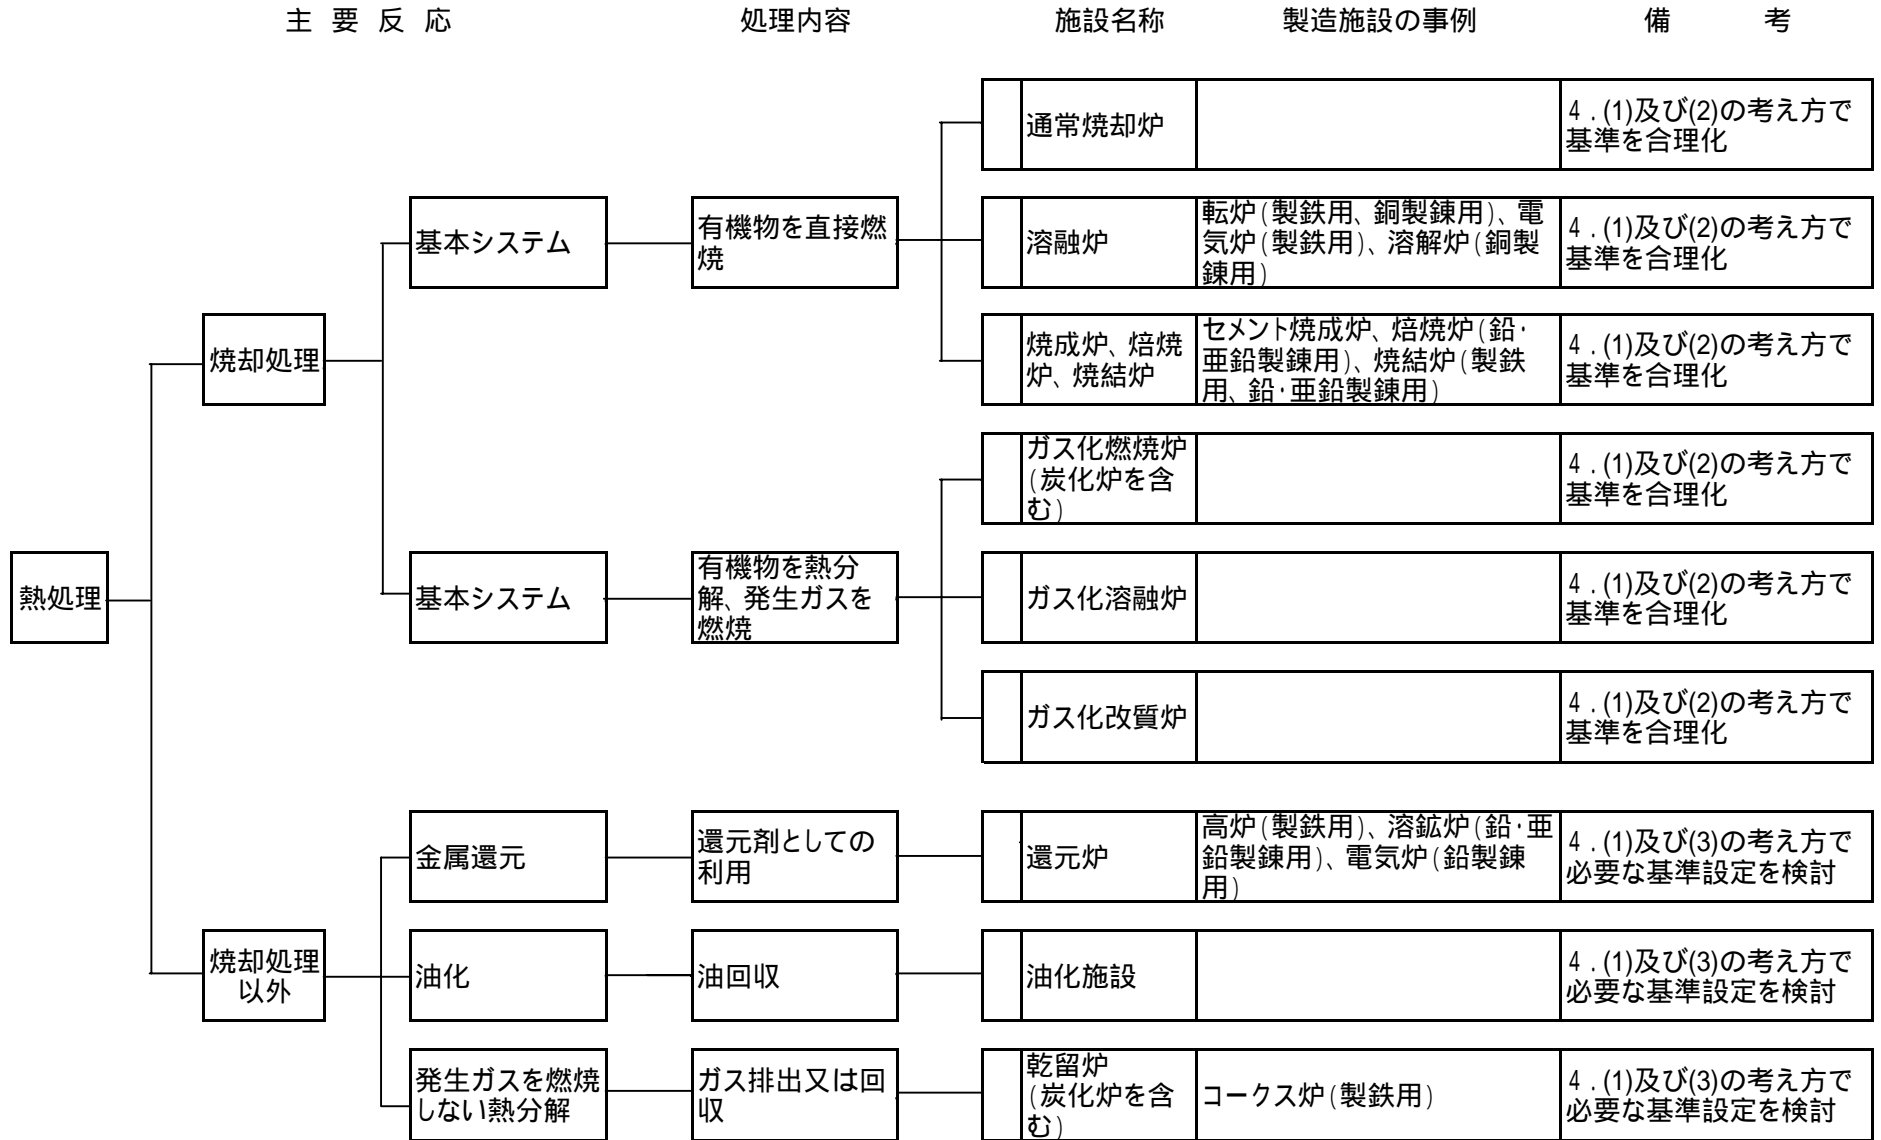 主要反応 処理内容 施設名称 製造施設の事例 備考
通常焼却炉
4.(1)及び(2)の考え方で
基準を合理化
基本システム
有機物を直接燃
焼
溶融炉
転炉(製鉄用、銅製錬用)、電
気炉(製鉄用)、溶解炉(銅製
錬用)
4.(1)及び(2)の考え方で
基準を合理化
焼却処理
焼成炉、焙焼
炉、焼結炉
セメント焼成炉、焙焼炉(鉛・
亜鉛製錬用)、焼結炉(製鉄
用、鉛・亜鉛製錬用)
4.(1)及び(2)の考え方で
基準を合理化
ガス化燃焼炉
(炭化炉を含
む)
4.(1)及び(2)の考え方で
基準を合理化
熱処理
基本システム
有機物を熱分
解、発生ガスを
燃焼
ガス化溶融炉
4.(1)及び(2)の考え方で
基準を合理化
ガス化改質炉
4.(1)及び(2)の考え方で
基準を合理化
金属還元
還元剤としての
利用
還元炉
高炉(製鉄用)、溶鉱炉(鉛・亜
鉛製錬用)、電気炉(鉛製錬
用)
4.(1)及び(3)の考え方で
必要な基準設定を検討
焼却処理
以外
油化
油回収
油化施設
4.(1)及び(3)の考え方で
必要な基準設定を検討
発生ガスを燃焼
しない熱分解
ガス排出又は回
収
乾留炉
(炭化炉を含
む)
コークス炉(製鉄用)
4.(1)及び(3)の考え方で
必要な基準設定を検討